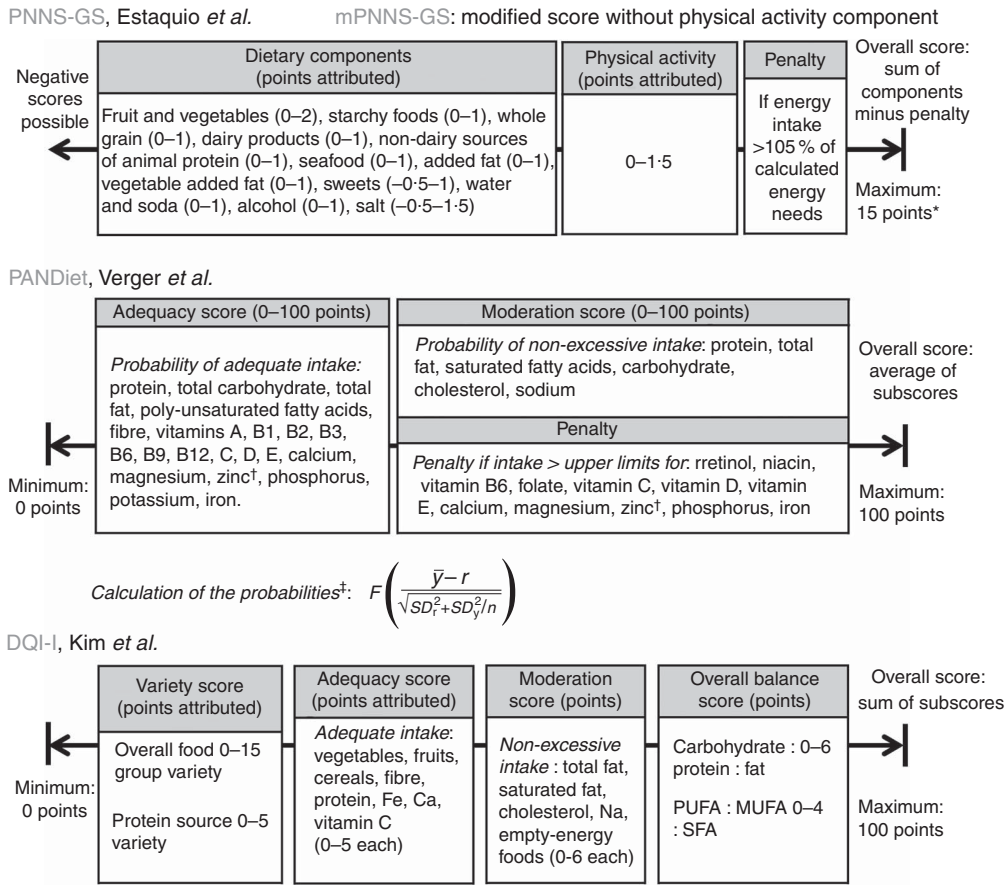 PNNS-GS, Estaquio et al. mPNNS-GS: modified score without physical activity component
Negative
scores
possible
Dietary components
(points attributed)
Fruit and vegetables (0–2), starchy foods (0–1), whole
grain (0–1), dairy products (0–1), non-dairy sources
of animal protein (0–1), seafood (0–1), added fat (0–1),
vegetable added fat (0–1), sweets (–0·5–1), water
and soda (0–1), alcohol (0–1), salt (–0·5–1·5)
Physical activity
(points attributed)
0–1·5
Penalty
If energy
intake
>105 % of
calculated
energy
needs
Overall score:
sum of
components
minus penalty
Maximum:
15 points*
PANDiet, Verger et al.
Minimum:
0 points
Adequacy score (0–100 points)
Probability of adequate intake:
protein, total carbohydrate, total
fat, poly-unsaturated fatty acids,
fibre, vitamins A, B1, B2, B3,
B6, B9, B12, C, D, E, calcium,
magnesium, zinc†, phosphorus,
potassium, iron.
Moderation score (0–100 points)
Probability of non-excessive intake: protein, total
fat, saturated fatty acids, carbohydrate,
cholesterol, sodium
Penalty
Penalty if intake > upper limits for: rretinol, niacin,
vitamin B6, folate, vitamin C, vitamin D, vitamin
E, calcium, magnesium, zinc†, phosphorus, iron
Overall score:
average of
subscores
Maximum:
100 points
Calculation of the probabilities‡: F(ȳ – r / √SD²r+SD²y/n)
DQI-I, Kim et al.
Minimum:
0 points
Variety score
(points attributed)
Overall food 0–15
group variety
Protein source 0–5
variety
Adequacy score
(points attributed)
Adequate intake:
vegetables, fruits,
cereals, fibre,
protein, Fe, Ca,
vitamin C
(0–5 each)
Moderation
score (points)
Non-excessive
intake : total fat,
saturated fat,
cholesterol, Na,
empty-energy
foods (0-6 each)
Overall balance
score (points)
Carbohydrate : 0–6
protein : fat
PUFA : MUFA 0–4
: SFA
Overall score:
sum of subscores
Maximum:
100 points